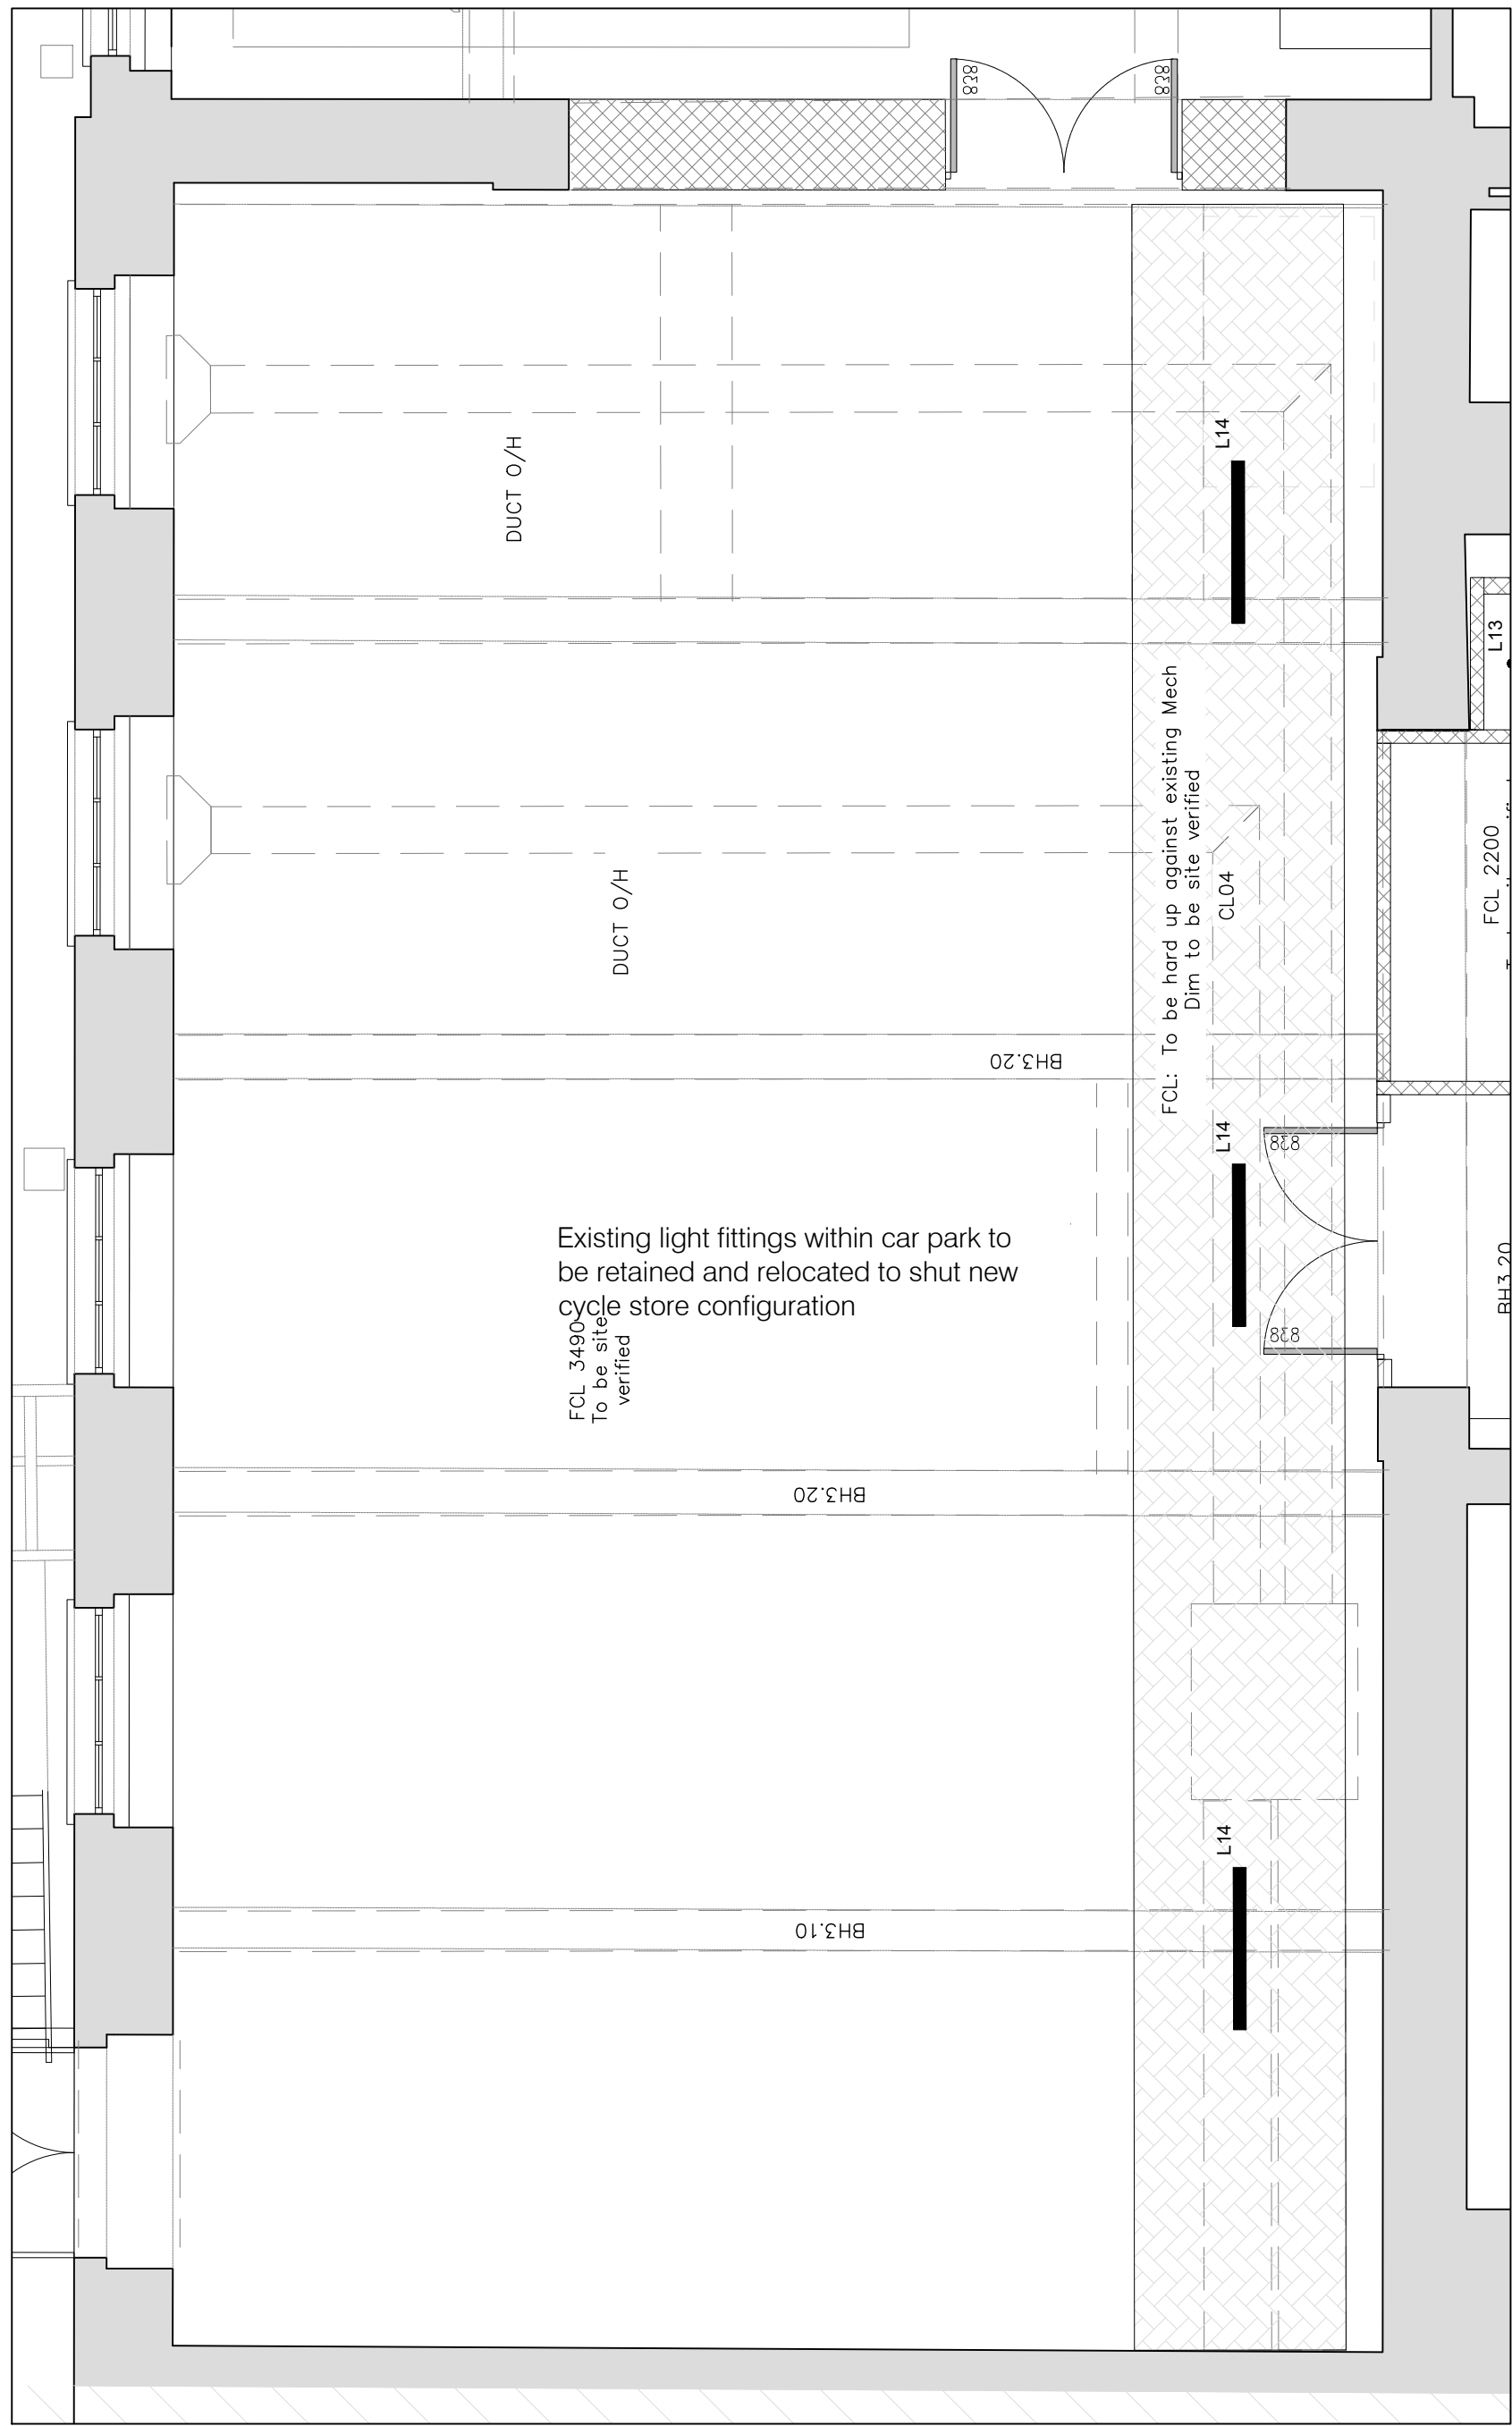 838
838
L14
DUCT O/H
L13
FCL: To be hard up against existing Mech
Dim to be site verified
CL04
DUCT O/H
FCL 2200
BH3.20
L14
838
Existing light fittings within car park to
be retained and relocated to shut new
cycle store configuration
FCL 3490
To be site
verified
838
BH3.20
BH3.20
L14
BH3.10